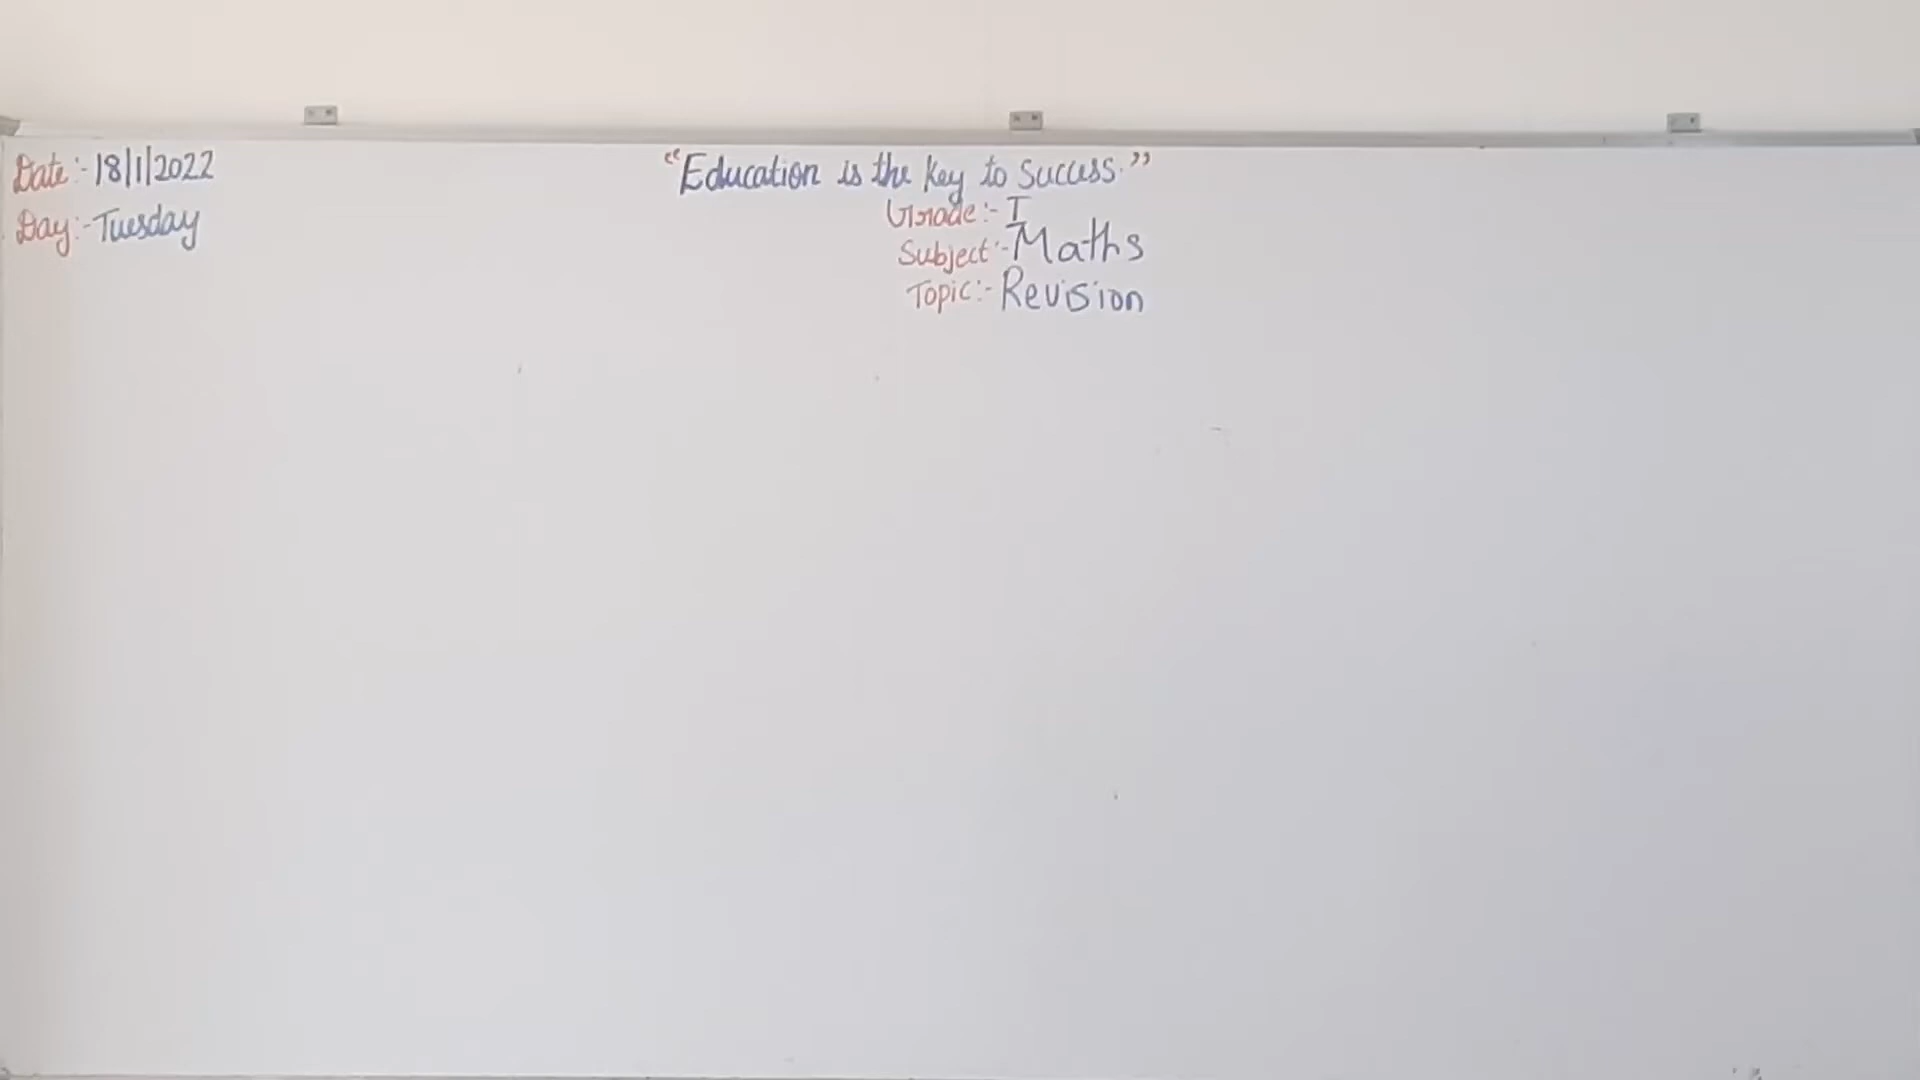 Date:- 18/1/2022
Day:- Tuesday
"Education is the key to success."
Grade:- I
Subject:- Maths
Topic:- Revision